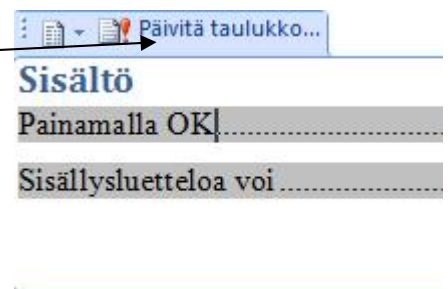 Päivitä taulukko...
Sisältö
Painamalla OK......................
Sisällysluetteloa voi..................